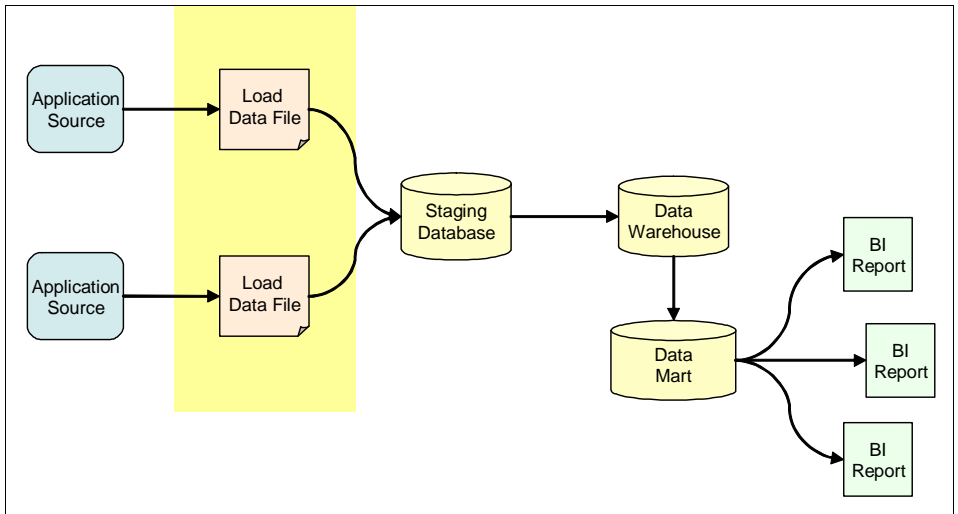 Application
Source
Load
Data File
Application
Source
Load
Data File
Staging
Database
Data
Warehouse
Data
Mart
BI
Report
BI
Report
BI
Report